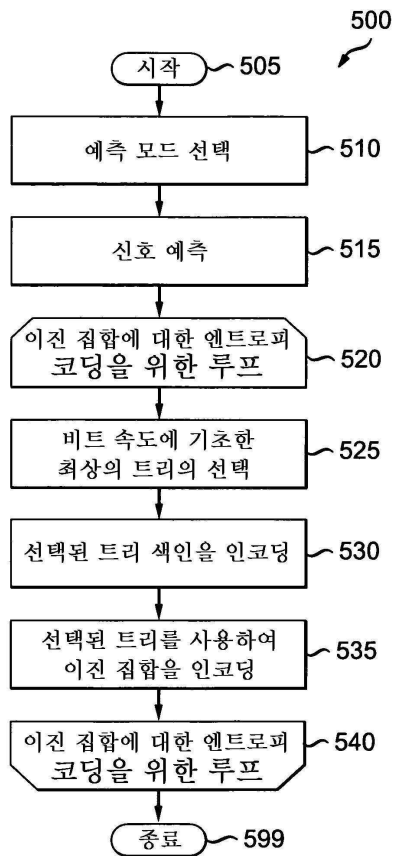 500
시작 505
예측 모드 선택 510
신호 예측 515
이진 집합에 대한 엔트로피
코딩을 위한 루프 520
비트 속도에 기초한
최상의 트리의 선택 525
선택된 트리 색인을 인코딩 530
선택된 트리를 사용하여
이진 집합을 인코딩 535
이진 집합에 대한 엔트로피 540
코딩을 위한 루프
종료 599